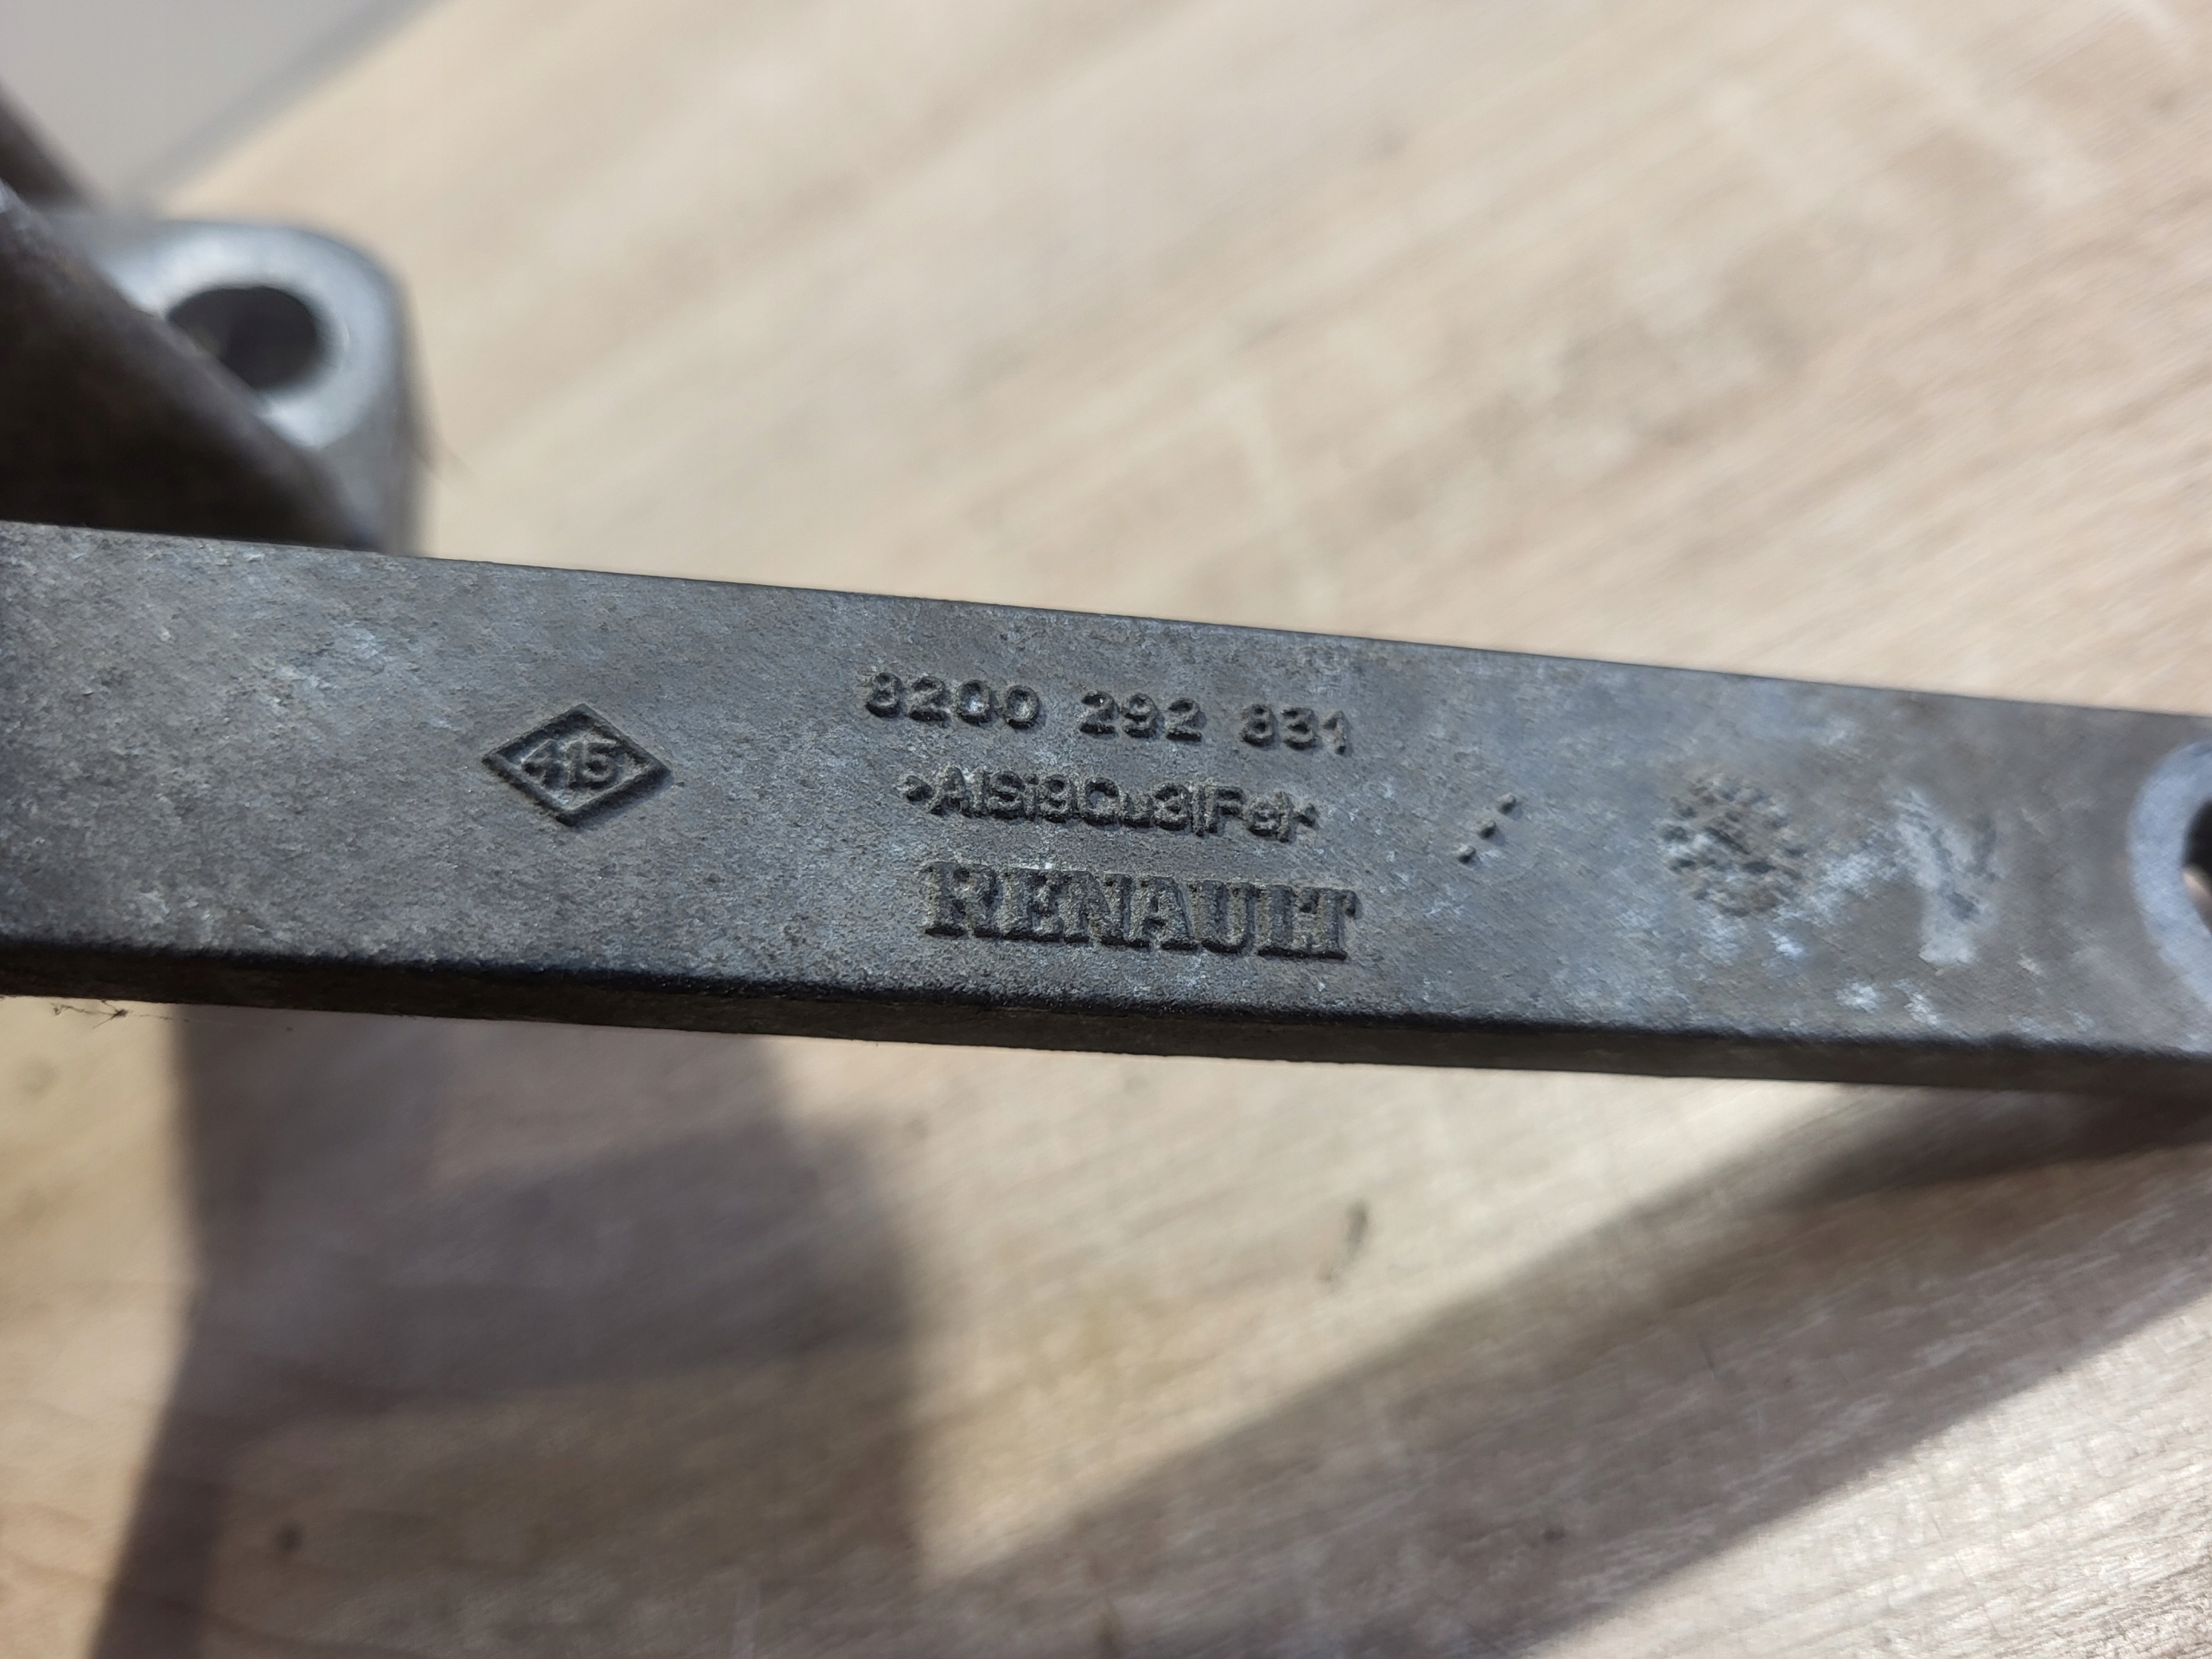 415
8200 292 831
>AlSi9Cu3(Fe)<
RENAULT